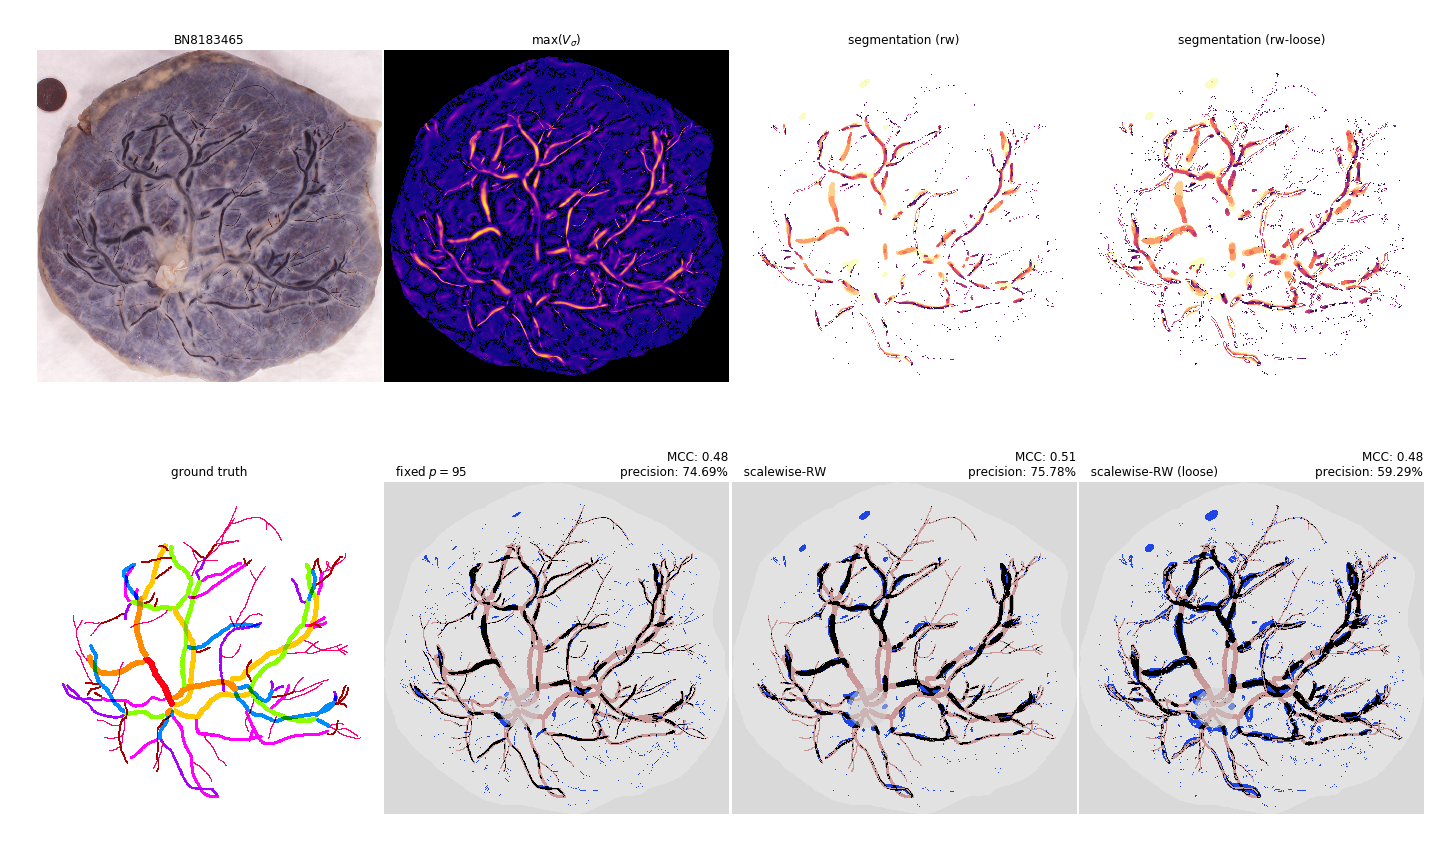 BN8183465
max(V_σ)
segmentation (rw)
segmentation (rw-loose)
ground truth
fixed p = 95
MCC: 0.48
precision: 74.69%
scalewise-RW
MCC: 0.51
precision: 75.78%
scalewise-RW (loose)
MCC: 0.48
precision: 59.29%